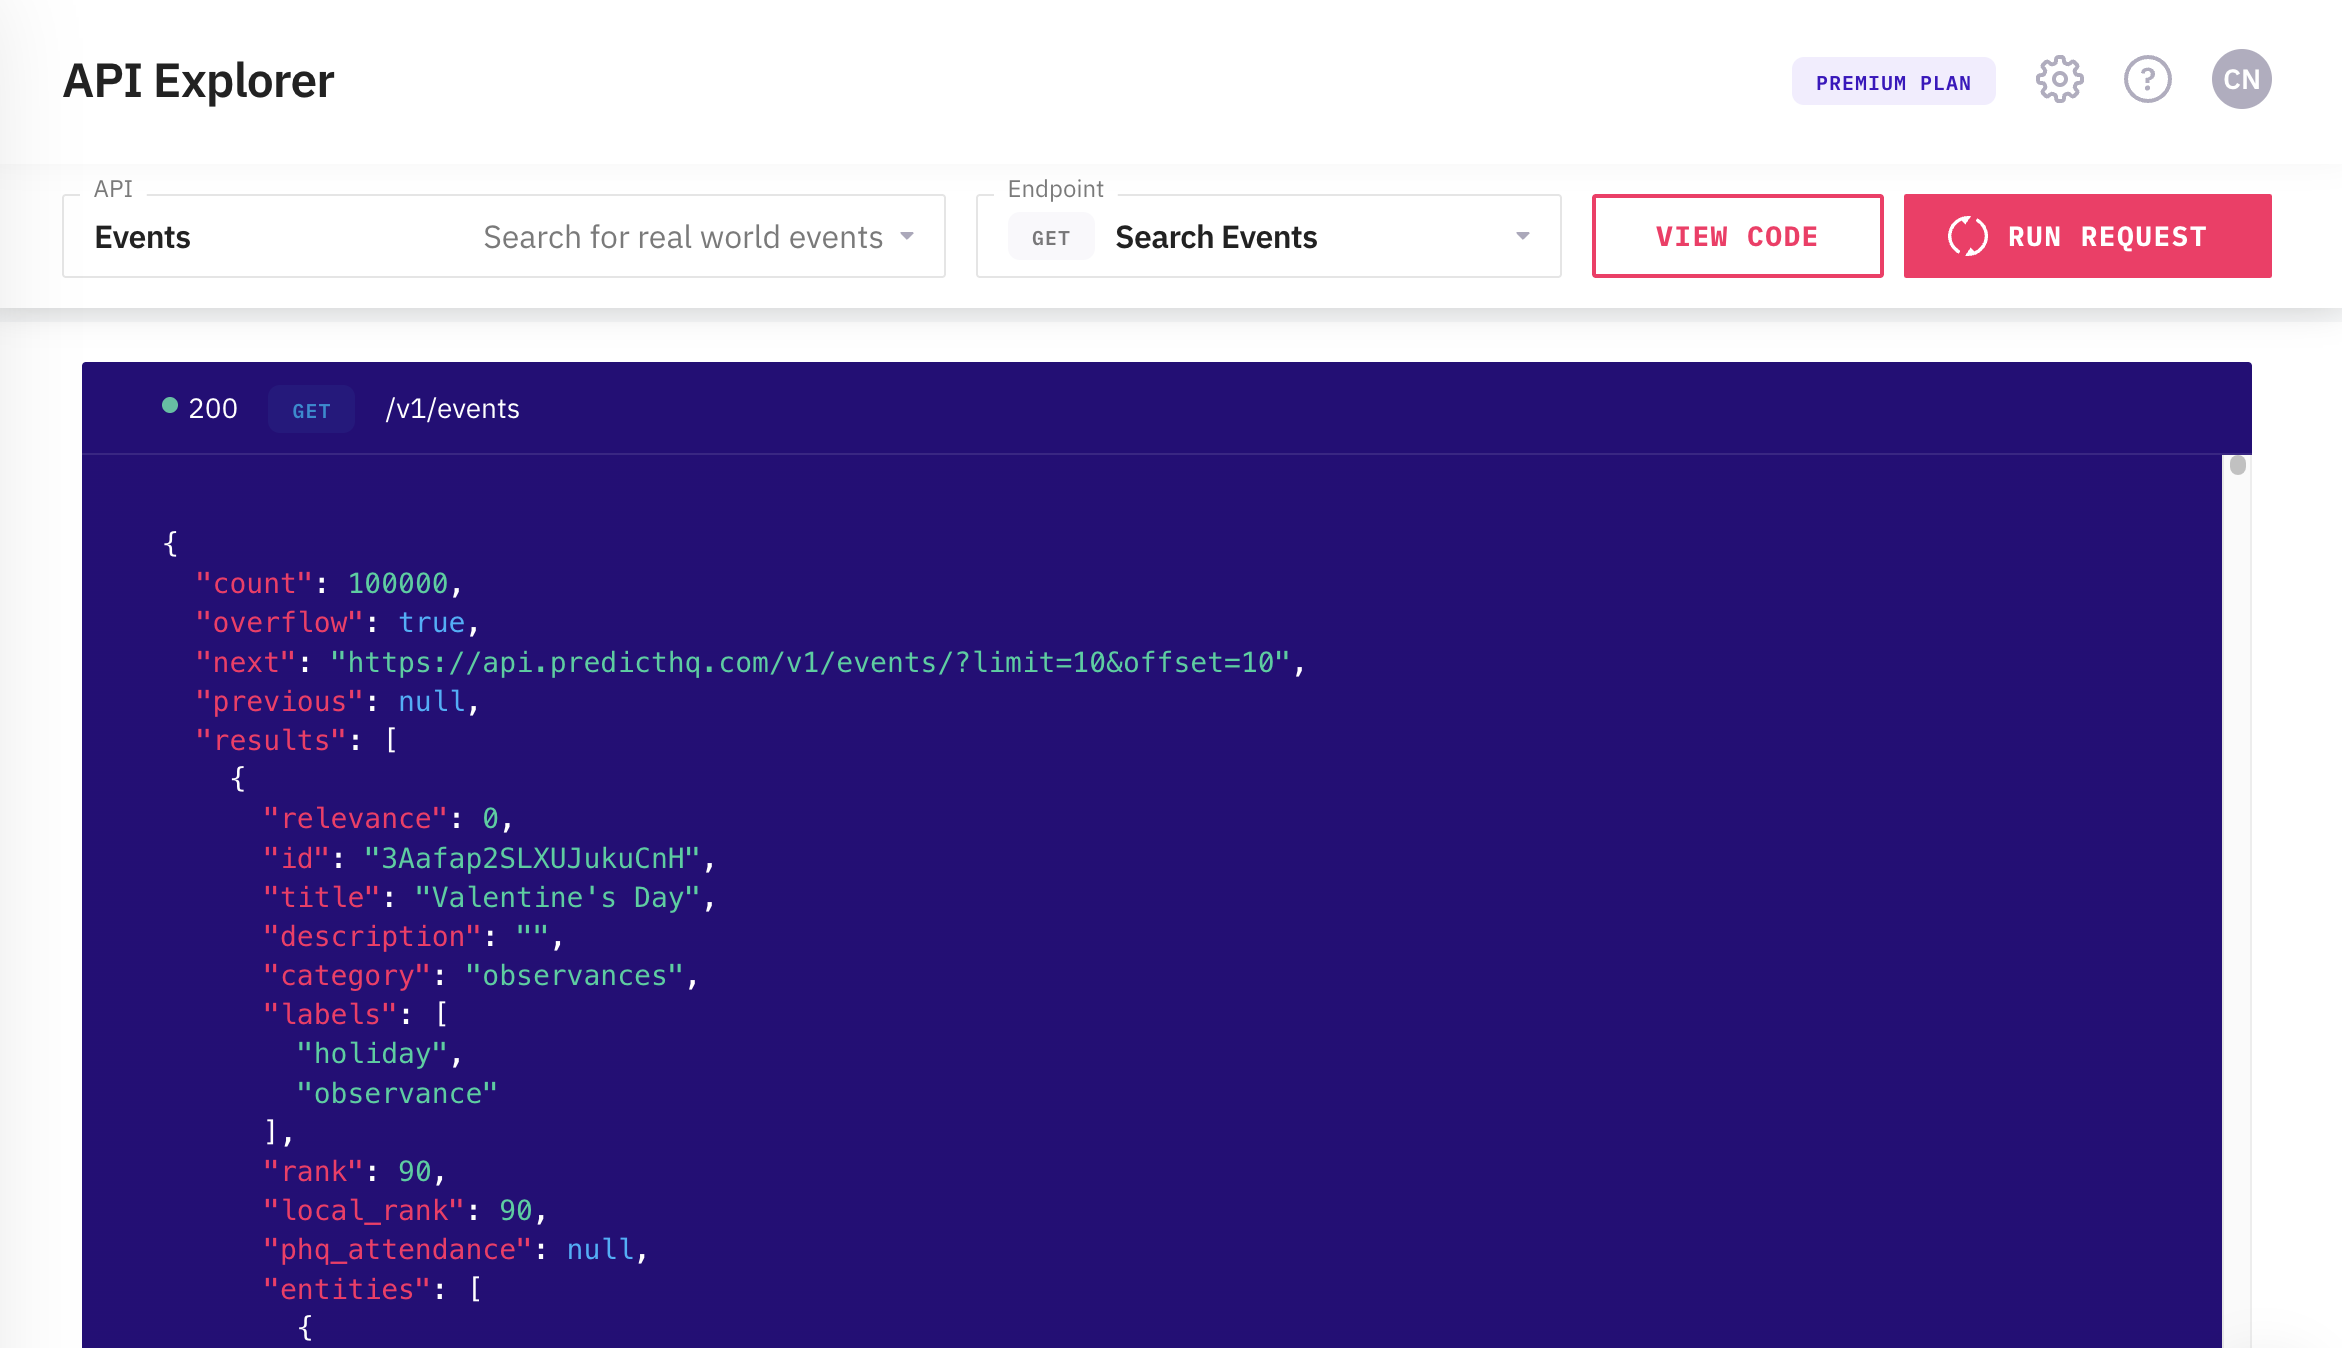 API Explorer
PREMIUM PLAN
?
CN
API
Events Search for real world events
Endpoint
GET Search Events
VIEW CODE
RUN REQUEST
200 GET /v1/events
{
"count": 100000,
"overflow": true,
"next": "https://api.predicthq.com/v1/events/?limit=10&offset=10",
"previous": null,
"results": [
{
"relevance": 0,
"id": "3Aafap2SLXUJukuCnH",
"title": "Valentine's Day",
"description": "",
"category": "observances",
"labels": [
"holiday",
"observance"
],
"rank": 90,
"local_rank": 90,
"phq_attendance": null,
"entities": [
{